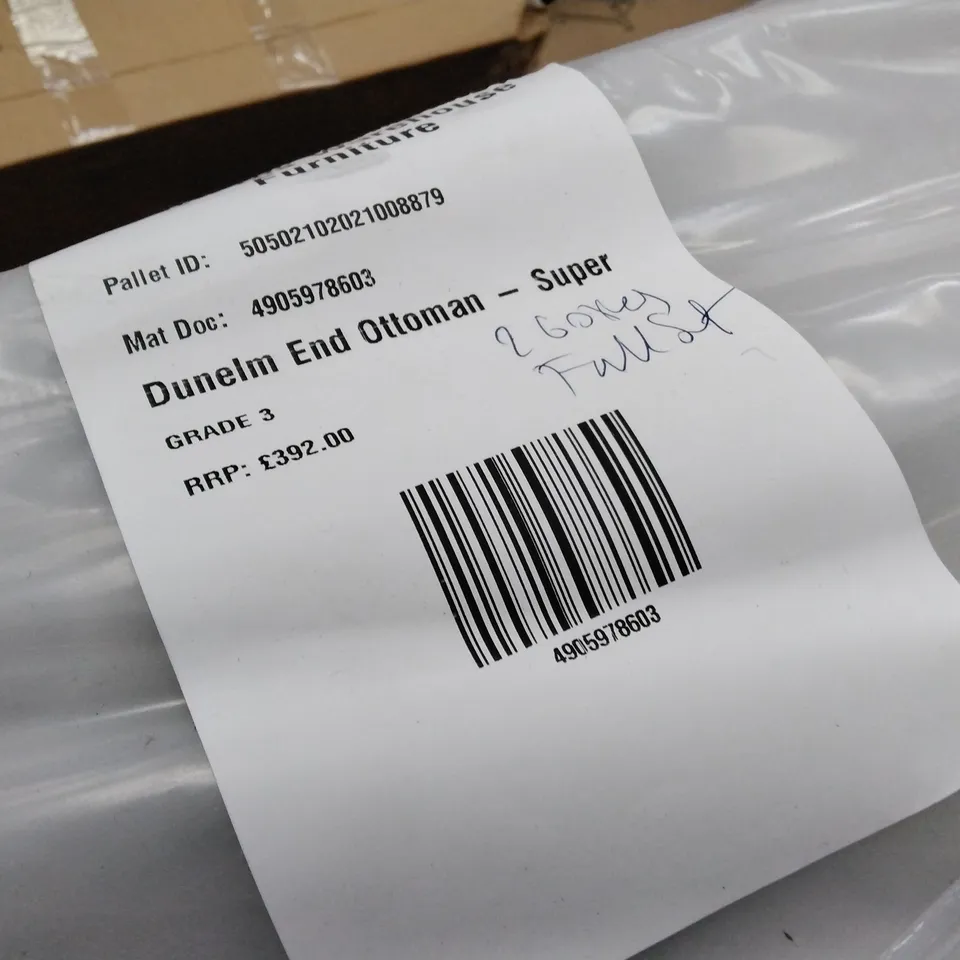 Furniture
Pallet ID: 50502102021008879
Mat Doc: 4905978603
Dunelm End Ottoman – Super
2 boxes
Full Set
GRADE 3
RRP: £392.00
4905978603